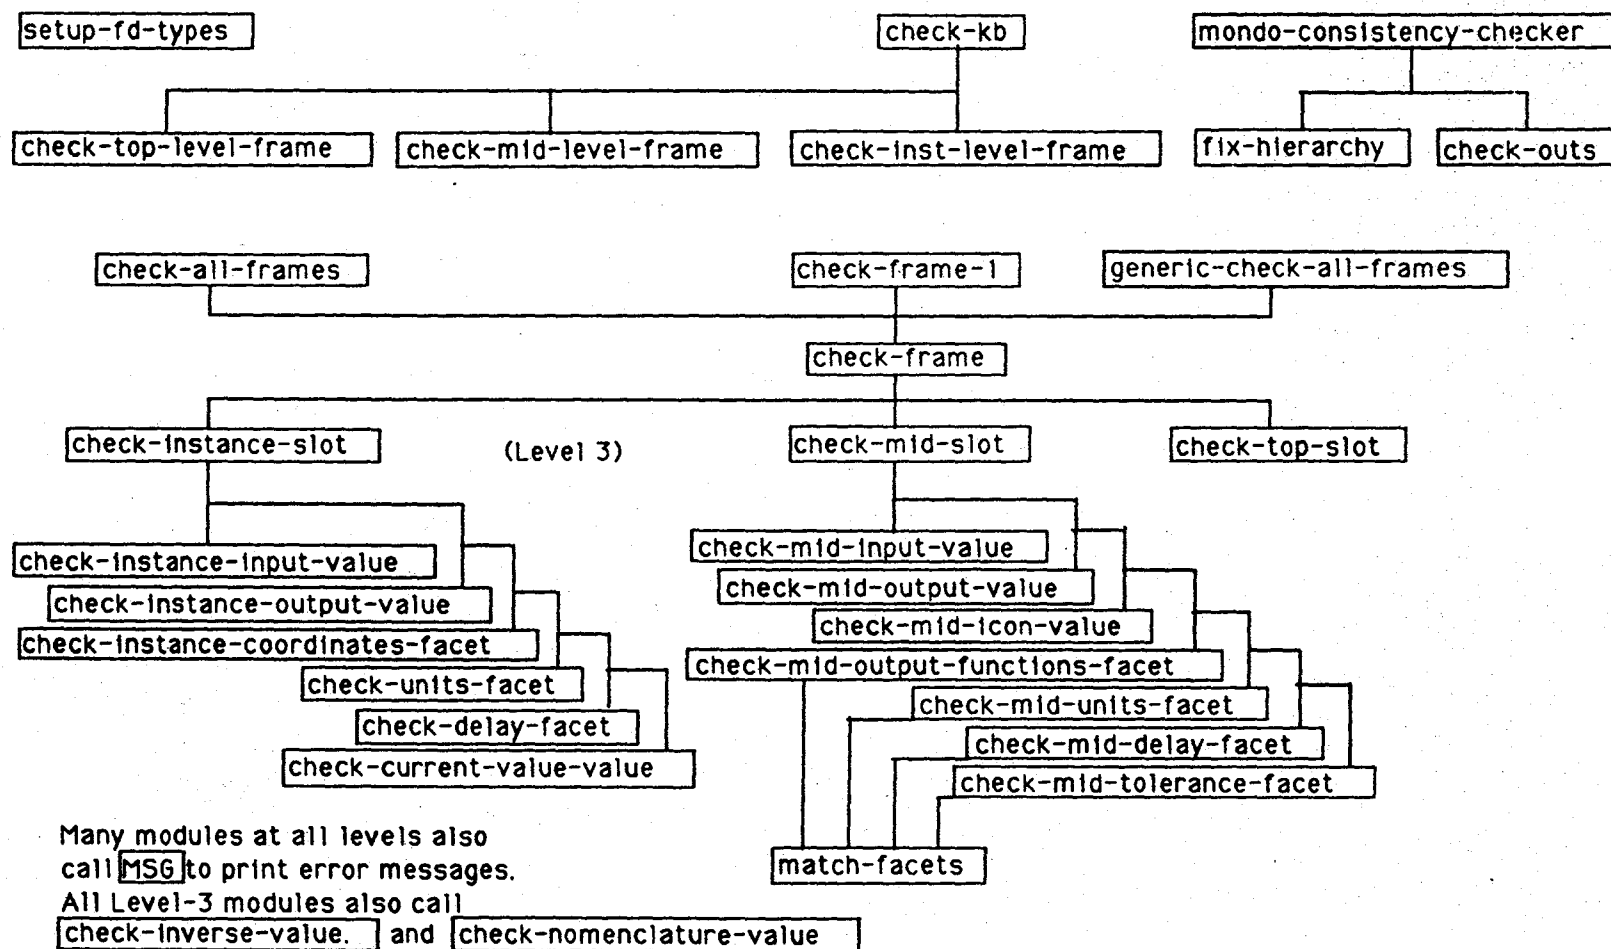 setup-fd-types
check-kb
mondo-consistency-checker
check-top-level-frame
check-mid-level-frame
check-inst-level-frame
fix-hierarchy
check-outs
check-all-frames
check-frame-1
generic-check-all-frames
check-frame
check-instance-slot
(Level 3)
check-mid-slot
check-top-slot
check-instance-input-value
check-instance-output-value
check-instance-coordinates-facet
check-units-facet
check-delay-facet
check-current-value-value
check-mid-input-value
check-mid-output-value
check-mid-icon-value
check-mid-output-functions-facet
check-mid-units-facet
check-mid-delay-facet
check-mid-tolerance-facet
match-facets
Many modules at all levels also
call MSG to print error messages.
All Level-3 modules also call
check-inverse-value. and check-nomenclature-value